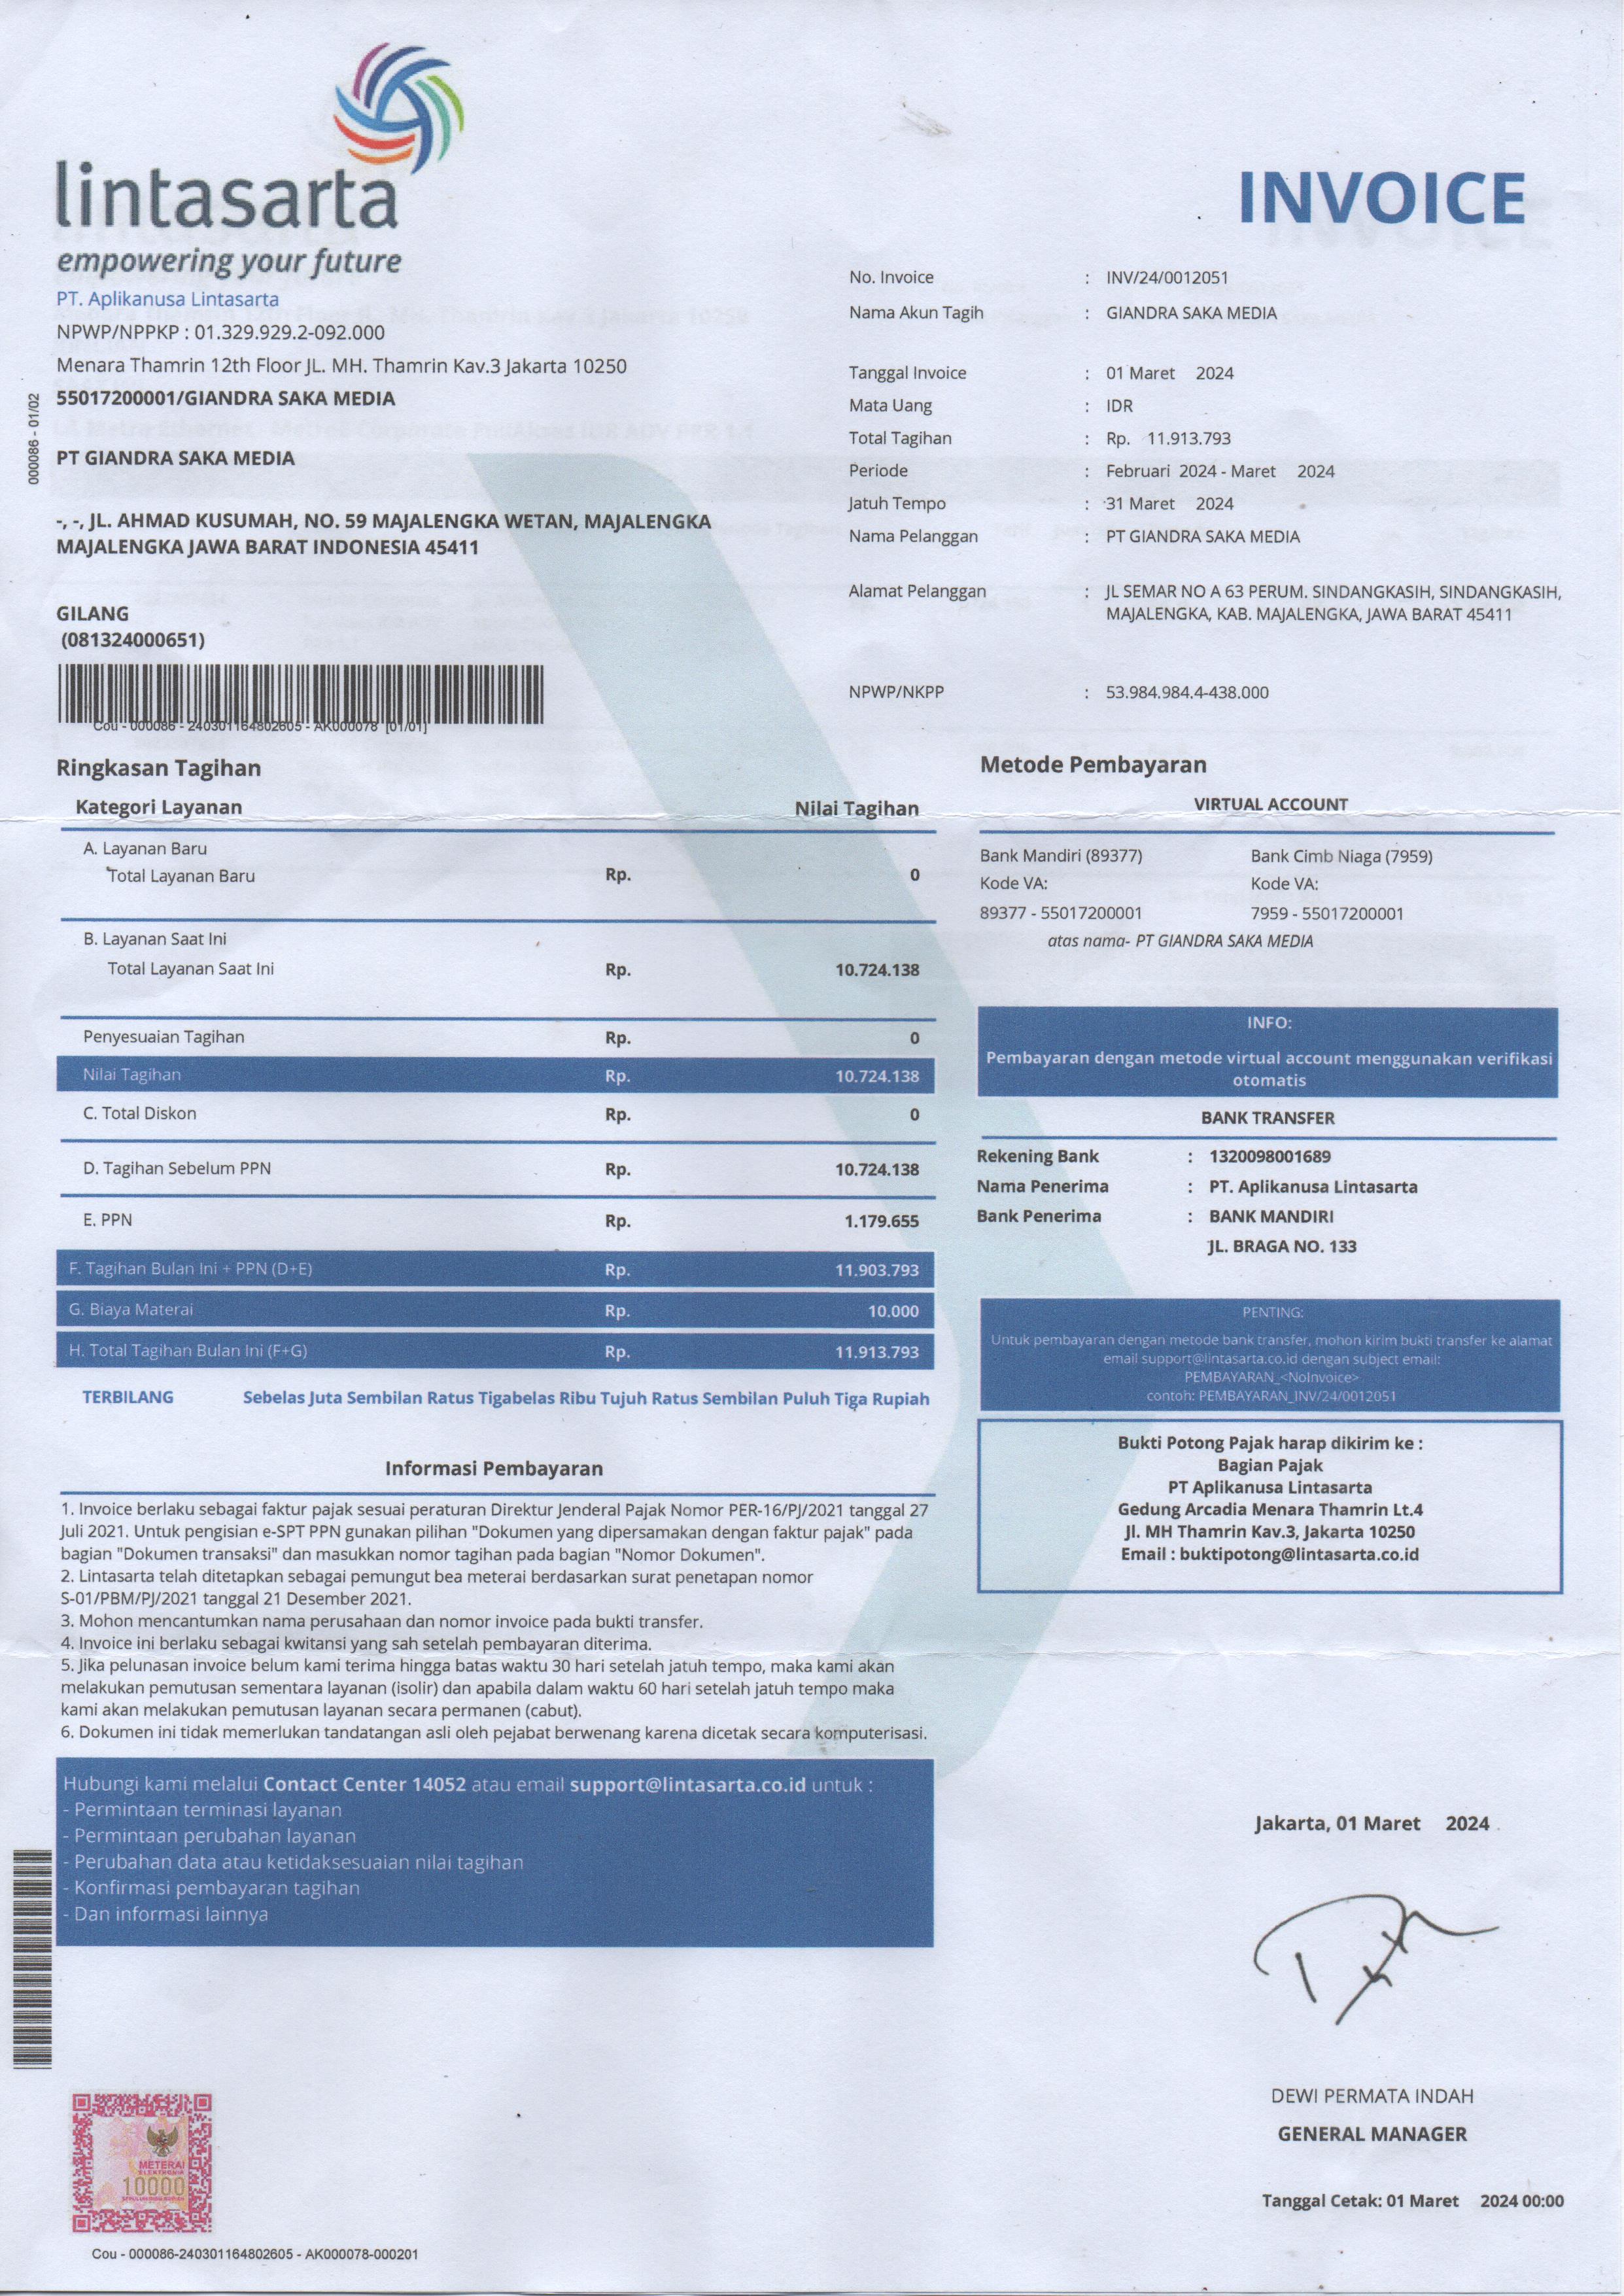 lintasarta
empowering your future
PT. Aplikanusa Lintasarta
NPWP/NPPKP : 01.329.929.2-092.000
Menara Thamrin 12th Floor JL. MH. Thamrin Kav.3 Jakarta 10250
55017200001/GIANDRA SAKA MEDIA
000086 - 01/02
PT GIANDRA SAKA MEDIA
-, -, JL. AHMAD KUSUMAH, NO. 59 MAJALENGKA WETAN, MAJALENGKA
MAJALENGKA JAWA BARAT INDONESIA 45411
GILANG
(081324000651)
Cou - 000086 - 240301164802605 - AK000078 [01/01]
INVOICE
No. Invoice : INV/24/0012051
Nama Akun Tagih : GIANDRA SAKA MEDIA
Tanggal Invoice : 01 Maret 2024
Mata Uang : IDR
Total Tagihan : Rp. 11.913.793
Periode : Februari 2024 - Maret 2024
Jatuh Tempo : 31 Maret 2024
Nama Pelanggan : PT GIANDRA SAKA MEDIA
Alamat Pelanggan : JL SEMAR NO A 63 PERUM. SINDANGKASIH, SINDANGKASIH,
MAJALENGKA, KAB. MAJALENGKA, JAWA BARAT 45411
NPWP/NKPP : 53.984.984.4-438.000
Ringkasan Tagihan
Kategori Layanan Nilai Tagihan
A. Layanan Baru
Total Layanan Baru Rp. 0
B. Layanan Saat Ini
Total Layanan Saat Ini Rp. 10.724.138
Penyesuaian Tagihan Rp. 0
Nilai Tagihan Rp. 10.724.138
C. Total Diskon Rp. 0
D. Tagihan Sebelum PPN Rp. 10.724.138
E. PPN Rp. 1.179.655
F. Tagihan Bulan Ini + PPN (D+E) Rp. 11.903.793
G. Biaya Materai Rp. 10.000
H. Total Tagihan Bulan Ini (F+G) Rp. 11.913.793
TERBILANG Sebelas Juta Sembilan Ratus Tigabelas Ribu Tujuh Ratus Sembilan Puluh Tiga Rupiah
Metode Pembayaran
VIRTUAL ACCOUNT
Bank Mandiri (89377) Bank Cimb Niaga (7959)
Kode VA: Kode VA:
89377 - 55017200001 7959 - 55017200001
atas nama- PT GIANDRA SAKA MEDIA
INFO:
Pembayaran dengan metode virtual account menggunakan verifikasi
otomatis
BANK TRANSFER
Rekening Bank : 1320098001689
Nama Penerima : PT. Aplikanusa Lintasarta
Bank Penerima : BANK MANDIRI
JL. BRAGA NO. 133
PENTING:
Untuk pembayaran dengan metode bank transfer, mohon kirim bukti transfer ke alamat
email support@lintasarta.co.id dengan subject email:
PEMBAYARAN_<NoInvoice>
contoh: PEMBAYARAN_INV/24/0012051
Bukti Potong Pajak harap dikirim ke :
Bagian Pajak
PT Aplikanusa Lintasarta
Gedung Arcadia Menara Thamrin Lt.4
Jl. MH Thamrin Kav.3, Jakarta 10250
Email : buktipotong@lintasarta.co.id
Informasi Pembayaran
1. Invoice berlaku sebagai faktur pajak sesuai peraturan Direktur Jenderal Pajak Nomor PER-16/PJ/2021 tanggal 27
Juli 2021. Untuk pengisian e-SPT PPN gunakan pilihan "Dokumen yang dipersamakan dengan faktur pajak" pada
bagian "Dokumen transaksi" dan masukkan nomor tagihan pada bagian "Nomor Dokumen".
2. Lintasarta telah ditetapkan sebagai pemungut bea meterai berdasarkan surat penetapan nomor
S-01/PBM/PJ/2021 tanggal 21 Desember 2021.
3. Mohon mencantumkan nama perusahaan dan nomor invoice pada bukti transfer.
4. Invoice ini berlaku sebagai kwitansi yang sah setelah pembayaran diterima.
5. Jika pelunasan invoice belum kami terima hingga batas waktu 30 hari setelah jatuh tempo, maka kami akan
melakukan pemutusan sementara layanan (isolir) dan apabila dalam waktu 60 hari setelah jatuh tempo maka
kami akan melakukan pemutusan layanan secara permanen (cabut).
6. Dokumen ini tidak memerlukan tandatangan asli oleh pejabat berwenang karena dicetak secara komputerisasi.
Hubungi kami melalui Contact Center 14052 atau email support@lintasarta.co.id untuk :
- Permintaan terminasi layanan
- Permintaan perubahan layanan
- Perubahan data atau ketidaksesuaian nilai tagihan
- Konfirmasi pembayaran tagihan
- Dan informasi lainnya
Jakarta, 01 Maret 2024
DEWI PERMATA INDAH
GENERAL MANAGER
Tanggal Cetak: 01 Maret 2024 00:00
METERAI
ELEKTRONIK
10000
Cou - 000086-240301164802605 - AK000078-000201